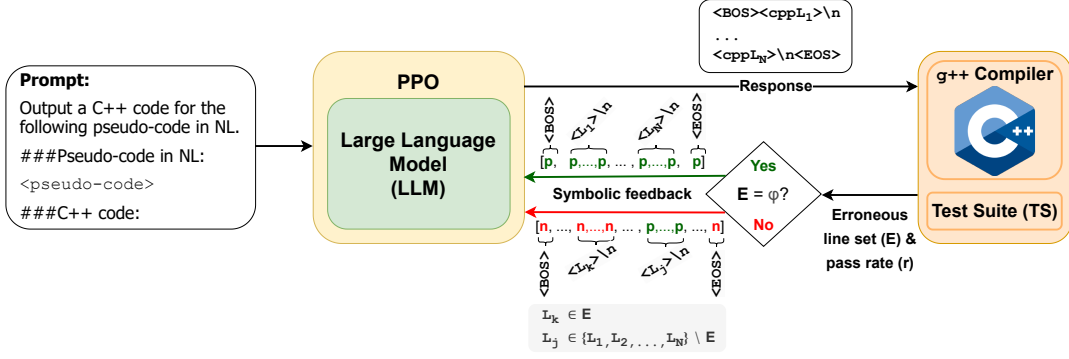 Prompt:
Output a C++ code for the
following pseudo-code in NL.
###Pseudo-code in NL:
<pseudo-code>
###C++ code:
PPO
Large Language
Model
(LLM)
<BOS><cppL1>\n
...
<cppLN>\n<EOS>
Response
g++ Compiler
C++
Test Suite (TS)
<BOS>
<L1>\n
<LN>\n
<EOS>
[p, p,...,p, ... , p,...,p, p]
Symbolic feedback
Yes
E = φ?
No
Erroneous
line set (E) &
pass rate (r)
[n, ..., n,...,n, ... , p,...,p, ..., n]
<BOS>
<Lk>\n
<Lj>\n
<EOS>
Lk ∈ E
Lj ∈ {L1,L2,...,LN} \ E